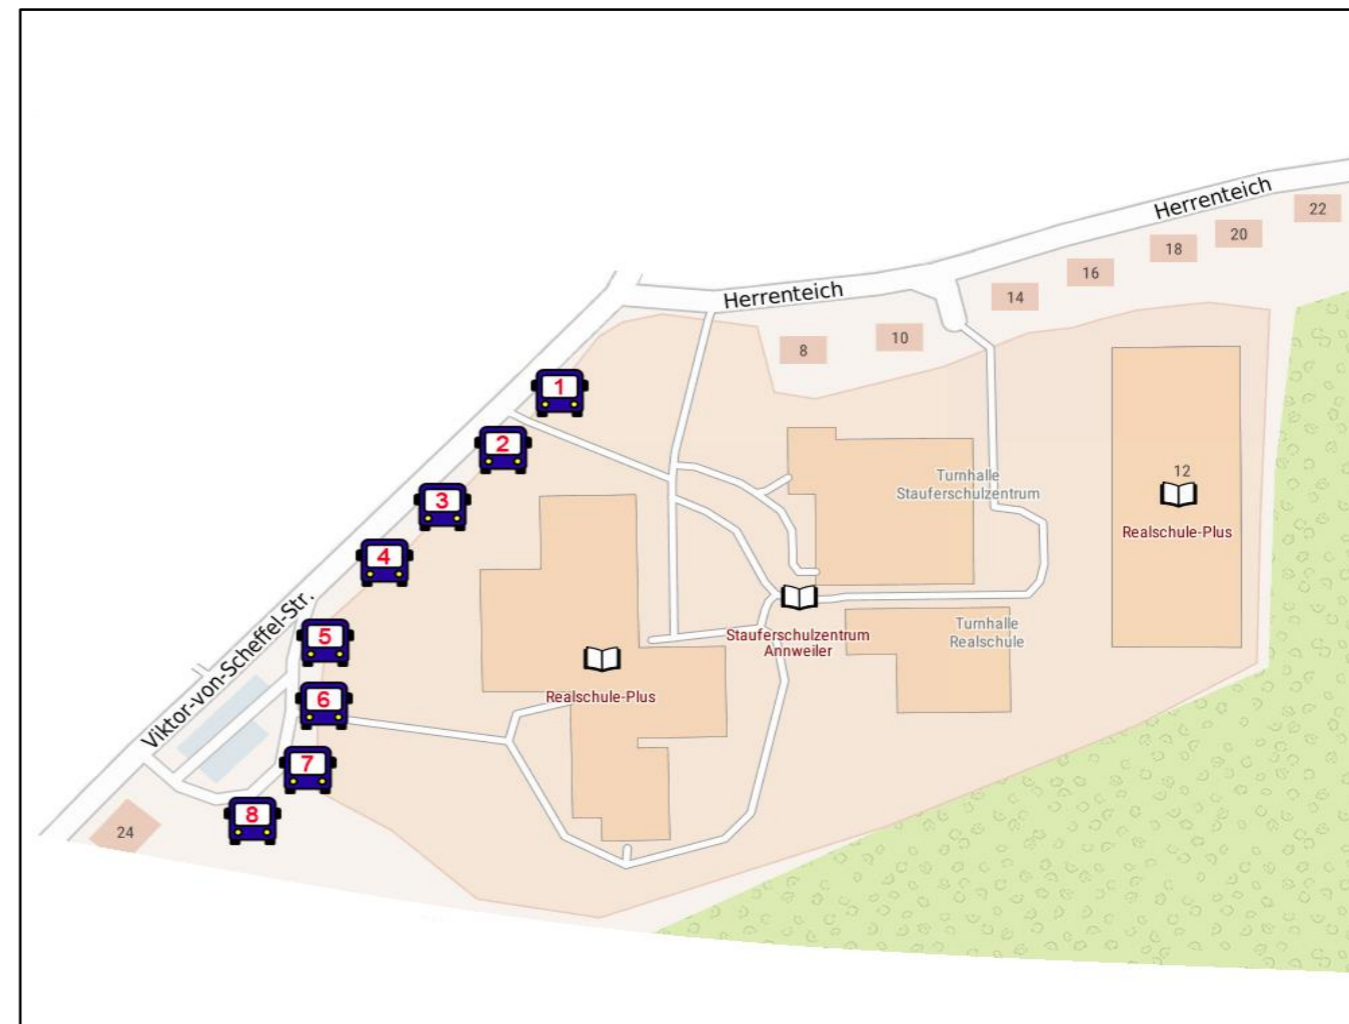 Herrenteich
22
20
18
16
14
Herrenteich
10
8
1
2
3
4
5
6
7
8
Viktor-von-Scheffel-Str.
24
Turnhalle
Stauferschulzentrum
12
Realschule-Plus
Stauferschulzentrum
Annweiler
Turnhalle
Realschule
Realschule-Plus